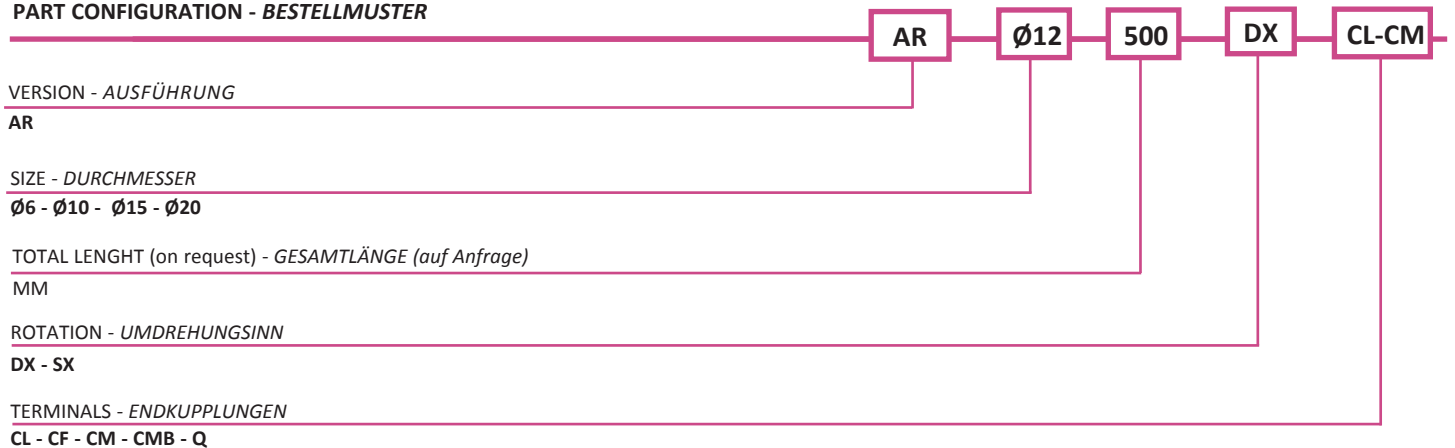 PART CONFIGURATION - BESTELLMUSTER
AR Ø12 500 DX CL-CM
VERSION - AUSFÜHRUNG
AR
SIZE - DURCHMESSER
Ø6 - Ø10 - Ø15 - Ø20
TOTAL LENGHT (on request) - GESAMTLÄNGE (auf Anfrage)
MM
ROTATION - UMDREHUNGSINN
DX - SX
TERMINALS - ENDKUPPLUNGEN
CL - CF - CM - CMB - Q